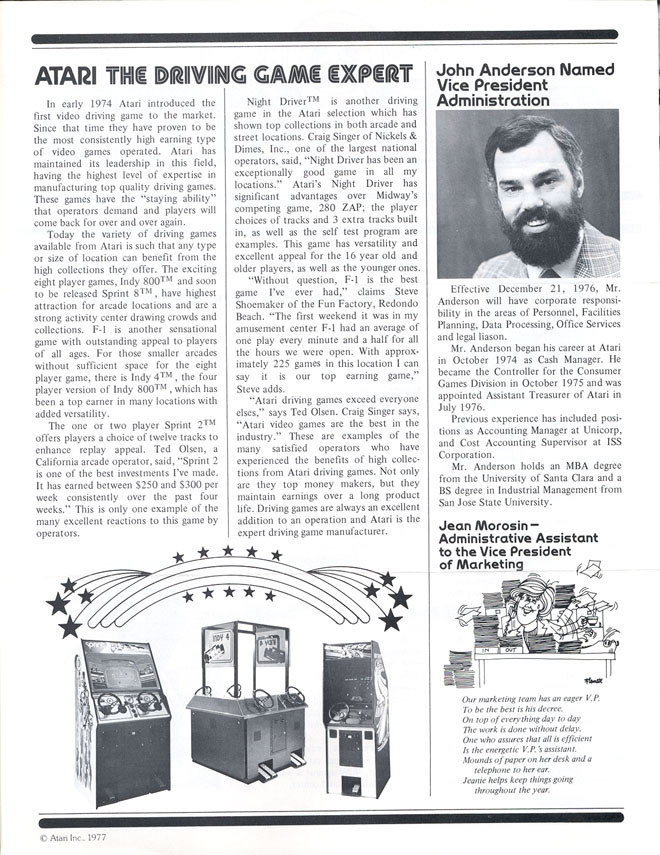 ATARI THE DRIVING GAME EXPERT
In early 1974 Atari introduced the
first video driving game to the market.
Since that time they have proven to be
the most consistently high earning type
of video games operated. Atari has
maintained its leadership in this field,
having the highest level of expertise in
manufacturing top quality driving games.
These games have the "staying ability"
that operators demand and players will
come back for over and over again.
Today the variety of driving games
available from Atari is such that any type
or size of location can benefit from the
high collections they offer. The exciting
eight player games, Indy 800™ and soon
to be released Sprint 8™, have highest
attraction for arcade locations and are a
strong activity center drawing crowds and
collections. F-1 is another sensational
game with outstanding appeal to players
of all ages. For those smaller arcades
without sufficient space for the eight
player game, there is Indy 4™, the four
player version of Indy 800™, which has
been a top earner in many locations with
added versatility.
The one or two player Sprint 2™
offers players a choice of twelve tracks to
enhance replay appeal. Ted Olsen, a
California arcade operator, said, "Sprint 2
is one of the best investments I've made.
It has earned between $250 and $300 per
week consistently over the past four
weeks." This is only one example of the
many excellent reactions to this game by
operators.
Night Driver™ is another driving
game in the Atari selection which has
shown top collections in both arcade and
street locations. Craig Singer of Nickels &
Dimes, Inc., one of the largest national
operators, said, "Night Driver has been an
exceptionally good game in all my
locations." Atari's Night Driver has
significant advantages over Midway's
competing game, 280 ZAP; the player
choices of tracks and 3 extra tracks built
in, as well as the self test program are
examples. This game has versatility and
excellent appeal for the 16 year old and
older players, as well as the younger ones.
"Without question, F-1 is the best
game I've ever had," claims Steve
Shoemaker of the Fun Factory, Redondo
Beach. "The first weekend it was in my
amusement center F-1 had an average of
one play every minute and a half for all
the hours we were open. With approx-
imately 225 games in this location I can
say it is our top earning game,"
Steve adds.
"Atari driving games exceed everyone
elses," says Ted Olsen. Craig Singer says,
"Atari video games are the best in the
industry." These are examples of the
many satisfied operators who have
experienced the benefits of high collec-
tions from Atari driving games. Not only
are they top money makers, but they
maintain earnings over a long product
life. Driving games are always an excellent
addition to an operation and Atari is the
expert driving game manufacturer.
INDY 4
John Anderson Named
Vice President
Administration
Effective December 21, 1976, Mr.
Anderson will have corporate responsi-
bility in the areas of Personnel, Facilities
Planning, Data Processing, Office Services
and legal liason.
Mr. Anderson began his career at Atari
in October 1974 as Cash Manager. He
became the Controller for the Consumer
Games Division in October 1975 and was
appointed Assistant Treasurer of Atari in
July 1976.
Previous experience has included posi-
tions as Accounting Manager at Unicorp,
and Cost Accounting Supervisor at ISS
Corporation.
Mr. Anderson holds an MBA degree
from the University of Santa Clara and a
BS degree in Industrial Management from
San Jose State University.
Jean Morosin—
Administrative Assistant
to the Vice President
of Marketing
IN OUT
Our marketing team has an eager V.P.
To be the best is his decree.
On top of everything day to day
The work is done without delay.
One who assures that all is efficient
Is the energetic V.P.'s assistant.
Mounds of paper on her desk and a
telephone to her ear,
Jeanie helps keep things going
throughout the year.
© Atari Inc., 1977